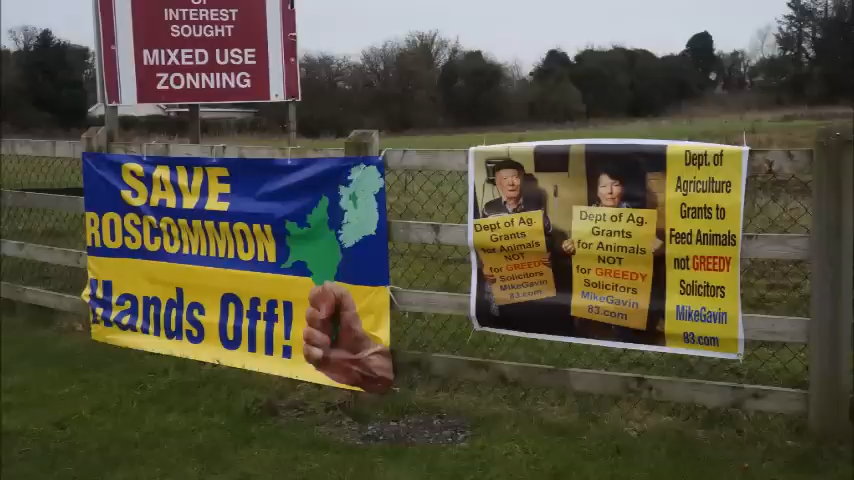 OF
INTEREST
SOUGHT
MIXED USE
ZONNING
SAVE
ROSCOMMON
Hands Off!
Dept of Ag.
Grants
for Animals
NOT
for GREEDY
Solicitors
MikeGavin
83.com
Dept of Ag.
Grants
for Animals
NOT
for GREEDY
Solicitors
MikeGavin
83.com
Dept. of
Agriculture
Grants to
Feed Animals
not GREEDY
Solicitors
MikeGavin
83.com